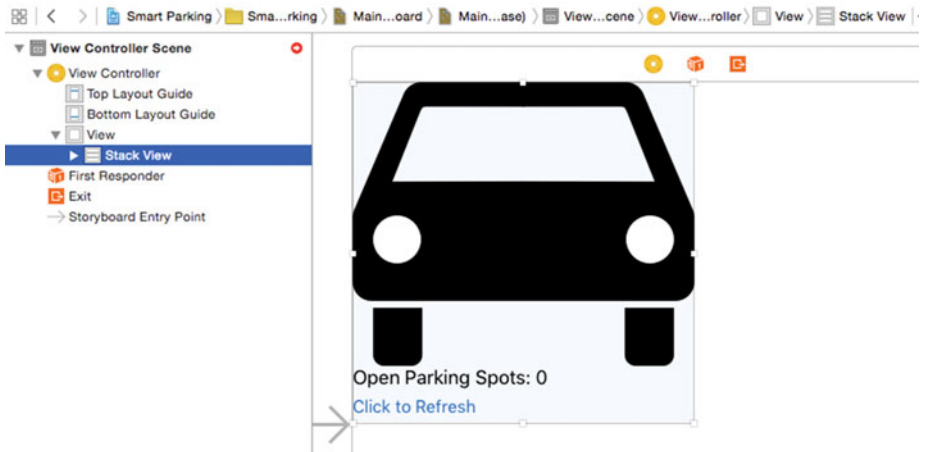 Smart Parking Sma...rking Main...oard Main...ase) View...cene View...roller View Stack View
View Controller Scene
View Controller
Top Layout Guide
Bottom Layout Guide
View
Stack View
First Responder
Exit
Storyboard Entry Point
Open Parking Spots: 0
Click to Refresh